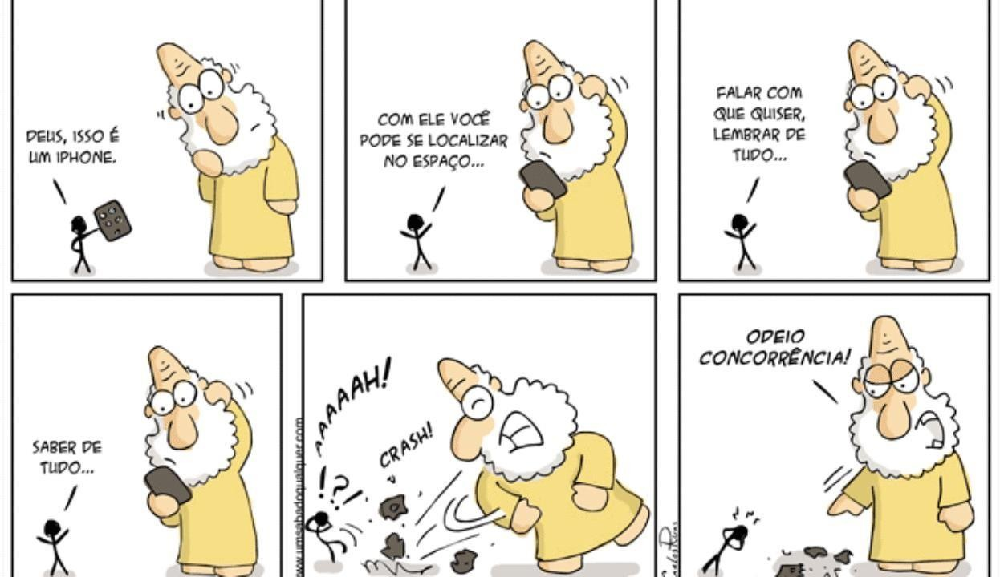 DEUS, ISSO É
UM IPHONE.
COM ELE VOCÊ
PODE SE LOCALIZAR
NO ESPAÇO...
FALAR COM
QUE QUISER,
LEMBRAR DE
TUDO...
SABER DE
TUDO...
www.umsabadoqualquer.com
AAAAAAH!
!?!
CRASH!
Carlos Ruas
ODEIO
CONCORRÊNCIA!